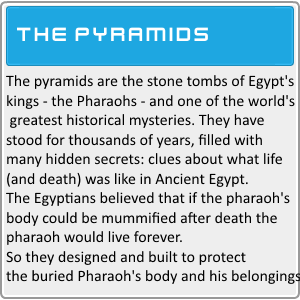 THE PYRAMIDS
The pyramids are the stone tombs of Egypt's
kings - the Pharaohs - and one of the world's
greatest historical mysteries. They have
stood for thousands of years, filled with
many hidden secrets: clues about what life
(and death) was like in Ancient Egypt.
The Egyptians believed that if the pharaoh's
body could be mummified after death the
pharaoh would live forever.
So they designed and built to protect
the buried Pharaoh's body and his belongings